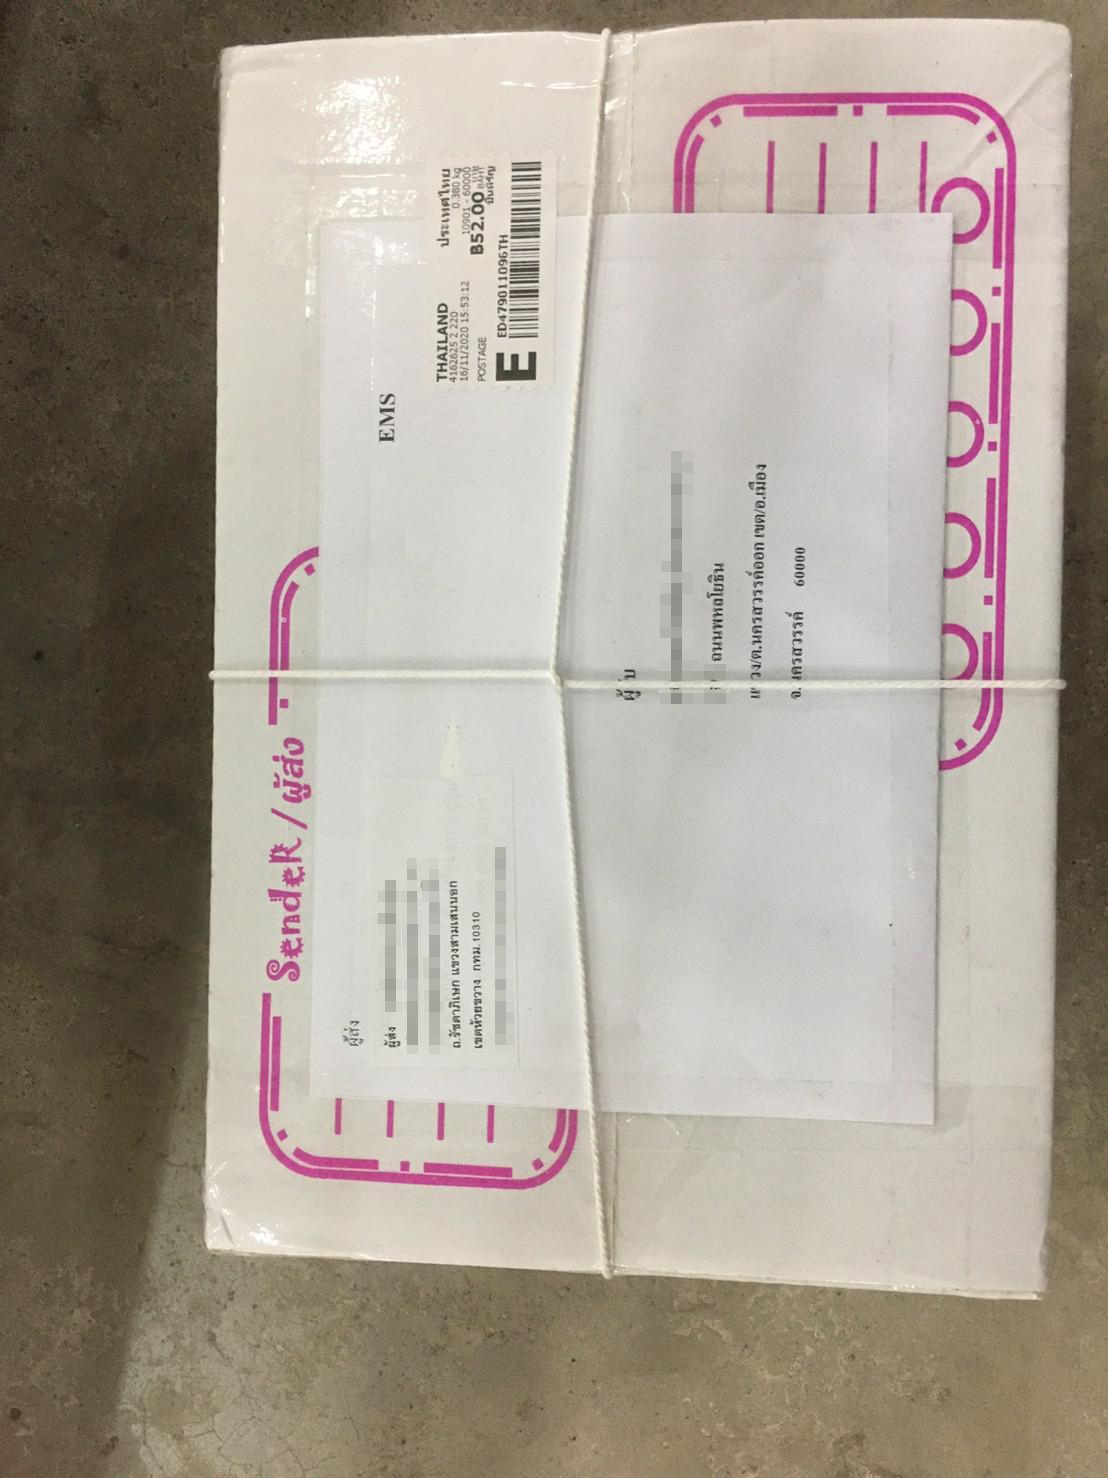 THAILAND ประเทศไทย
4162625 2 220 0.380 kg
16/11/2020 15:53:12 10901 - 60000
POSTAGE ฿52.00 บาท BAHT
ED479011096TH
E
EMS
SendeR / ผู้ส่ง
ผู้ส่ง
ผู้ส่ง
ถ.รัชดาภิเษก แขวงสามเสนนอก
เขตห้วยขวาง กทม.10310
ถนนพหลโยธิน
แขวง/ต.นครสวรรค์ออก เขต/อ.เมือง
จ.นครสวรรค์ 60000